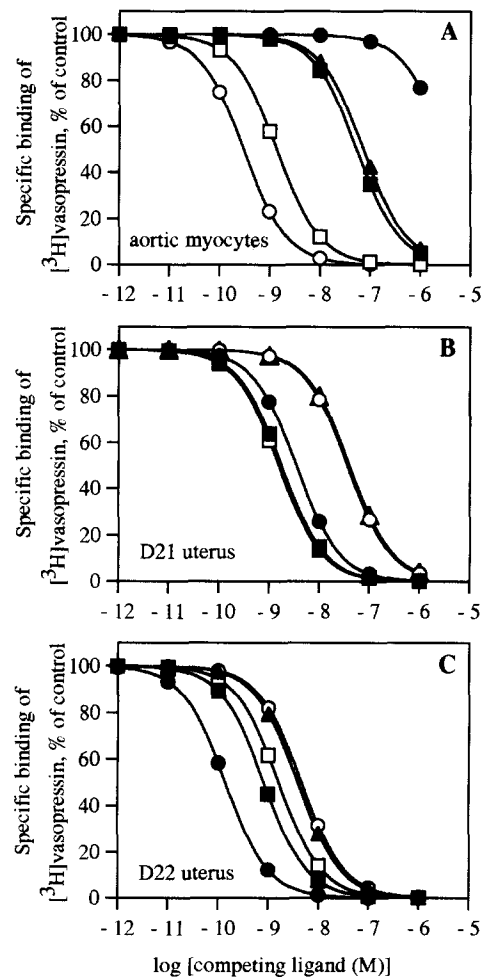 A
Specific binding of
[³H]vasopressin, % of control
100
80
60
40
20
0
aortic myocytes
- 12 - 11 - 10 - 9 - 8 - 7 - 6 - 5
B
Specific binding of
[³H]vasopressin, % of control
100
80
60
40
20
0
D21 uterus
- 12 - 11 - 10 - 9 - 8 - 7 - 6 - 5
C
Specific binding of
[³H]vasopressin, % of control
100
80
60
40
20
0
D22 uterus
- 12 - 11 - 10 - 9 - 8 - 7 - 6 - 5
log [competing ligand (M)]